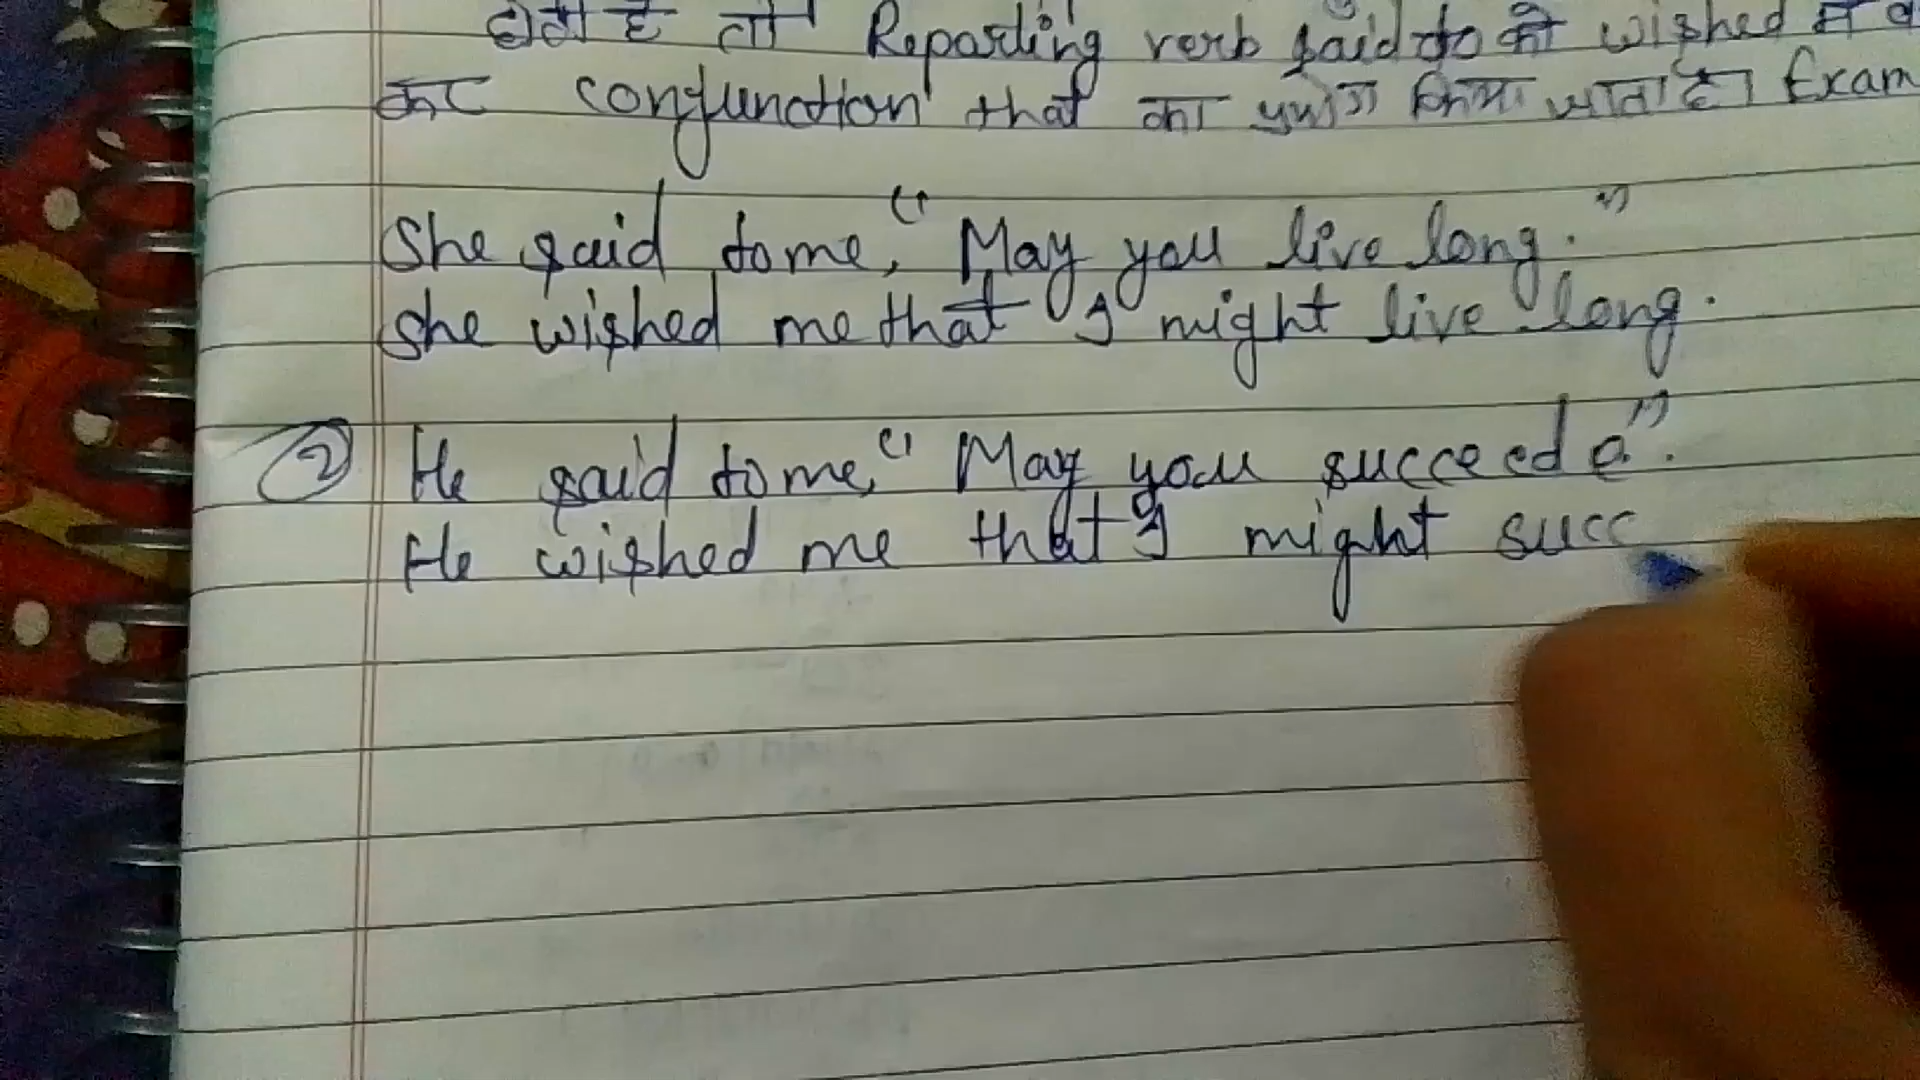 होता है तो Reporting verb said to को wished में
कर conjunction that का प्रयोग किया जाता है। Exam
She said to me, "May you live long."
She wished me that I might live long.
② He said to me, "May you succeed".
He wished me that I might succ